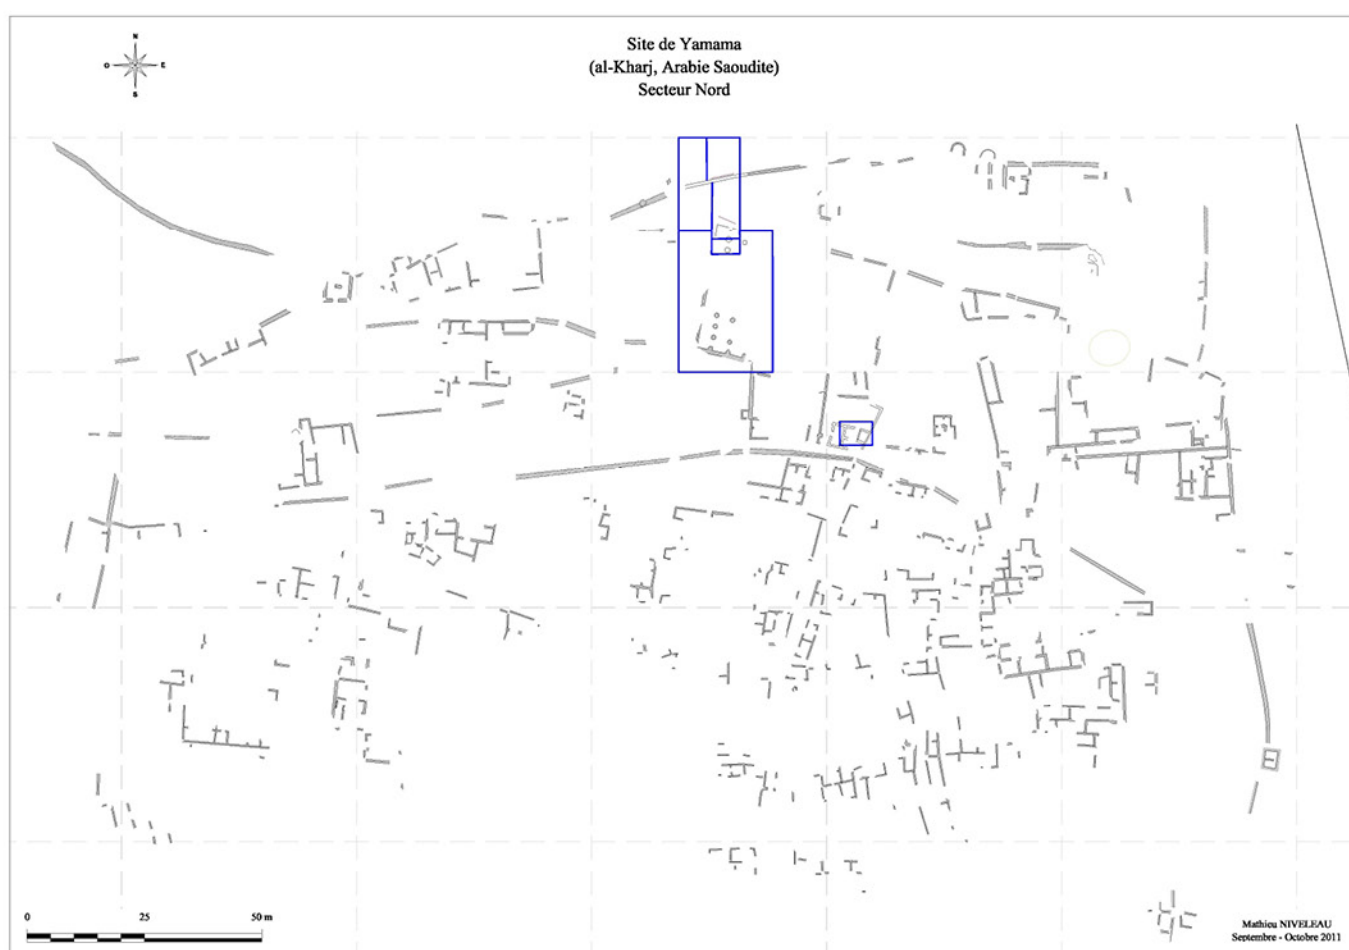 Site de Yamama
(al-Kharj, Arabie Saoudite)
Secteur Nord
N
O E
S
0 25 50 m
Mathieu NIVELEAU
Septembre - Octobre 2011